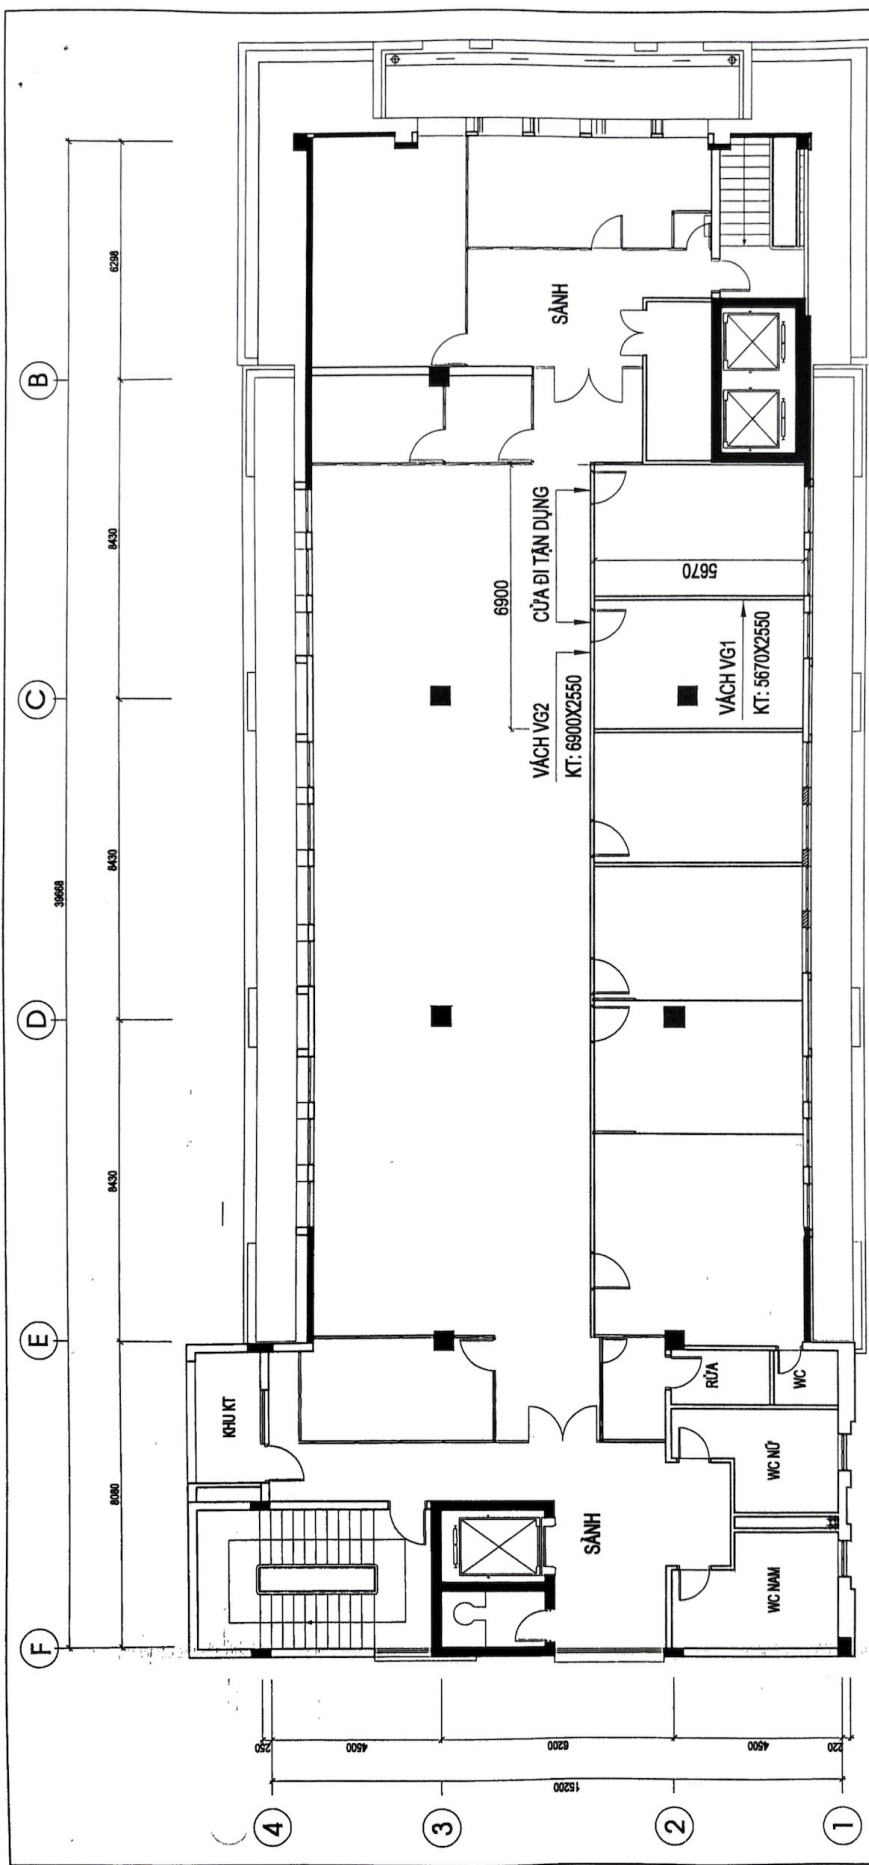 F
E
D
C
B
39668
8080
8430
8430
8430
6298
4
3
2
1
250
4500
6200
4500
220
15200
KHU KT
SẢNH
RỬA
WC
WC NỮ
WC NAM
SẢNH
6900
CỬA ĐI TẬN DỤNG
VÁCH VG2
KT: 6900X2550
5670
VÁCH VG1
KT: 5670X2550